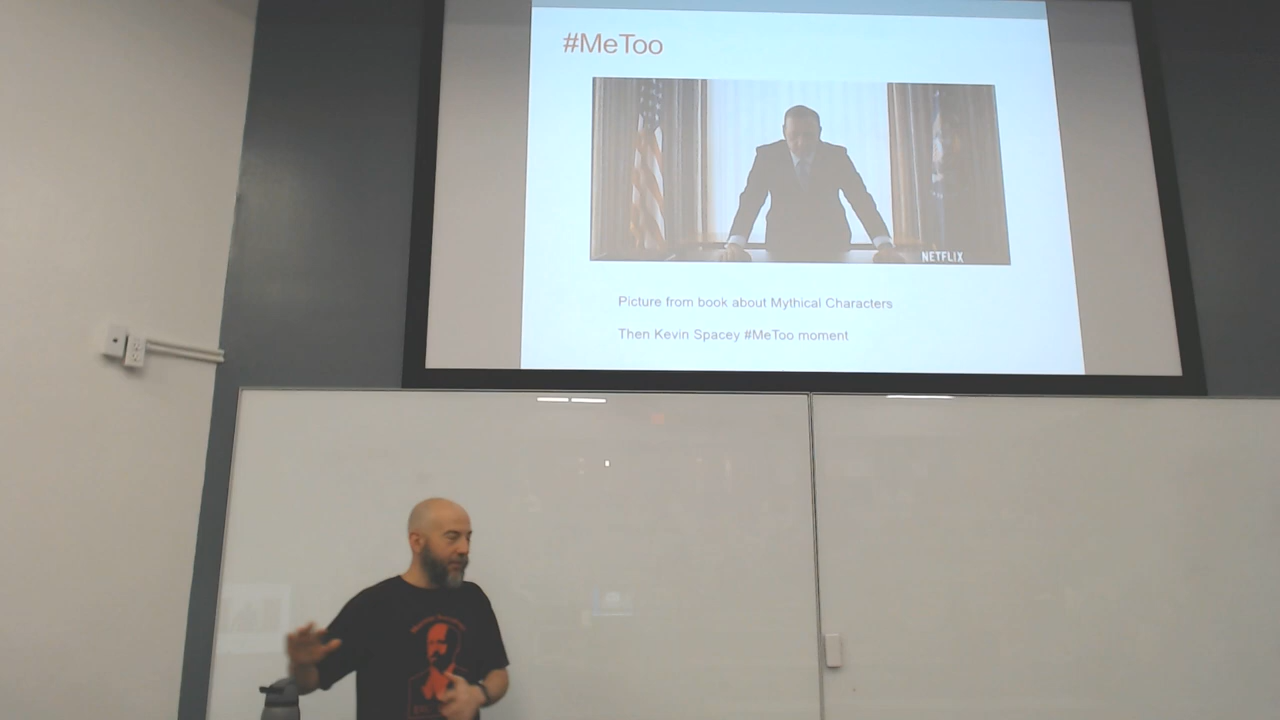 #MeToo
NETFLIX
Picture from book about Mythical Characters
Then Kevin Spacey #MeToo moment